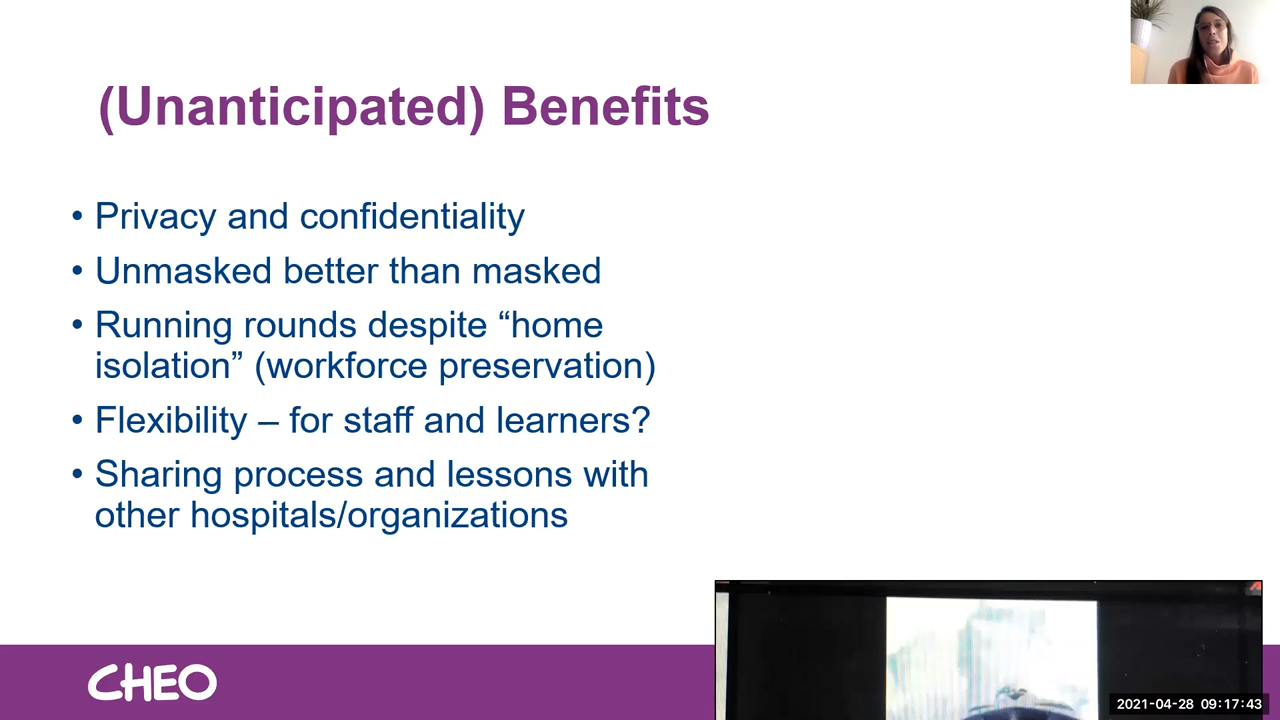 (Unanticipated) Benefits
• Privacy and confidentiality
• Unmasked better than masked
• Running rounds despite “home
isolation” (workforce preservation)
• Flexibility – for staff and learners?
• Sharing process and lessons with
other hospitals/organizations
CHEO
2021-04-28 09:17:43